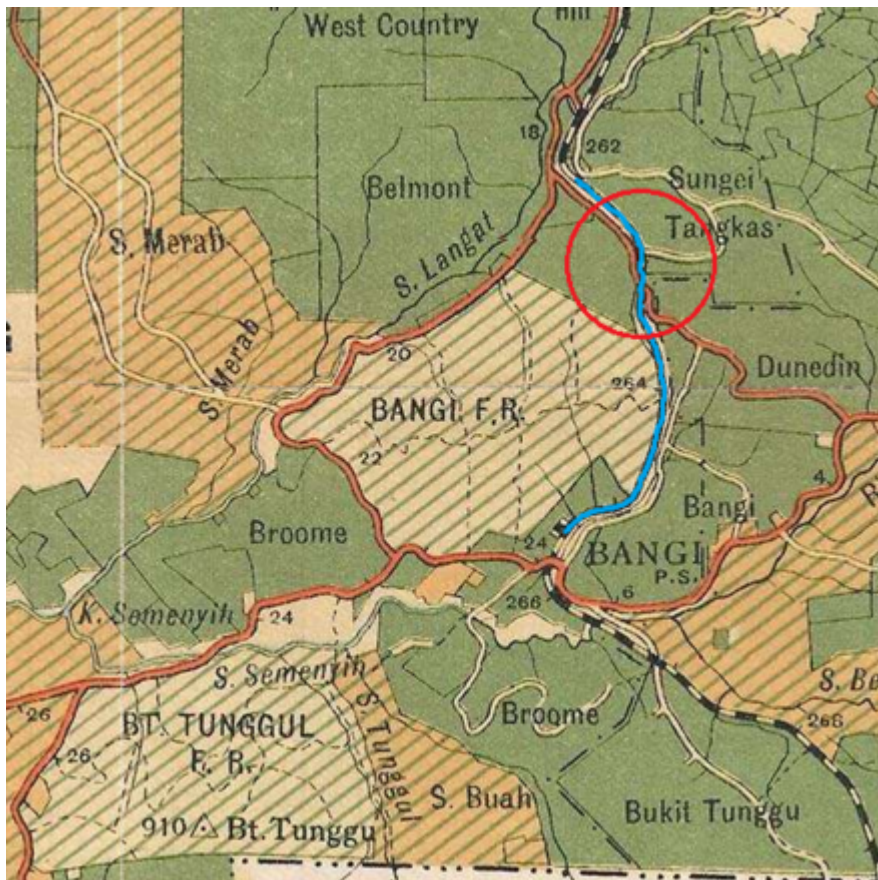 Hill
West Country
18
262
Belmont
Sungei
Tangkas
S. Merab
S. Langat
20
S. Merab
264
Dunedin
BANGI F.R.
22
4
Bangi
Broome
24
BANGI
P.S.
6
266
K. Semenyih
24
S. Semenyih
S. Be
26
S. Tunggul
Broome
268
BT. TUNGGUL
F. R.
26
S. Buah
Bukit Tunggu
910 Bt. Tunggu